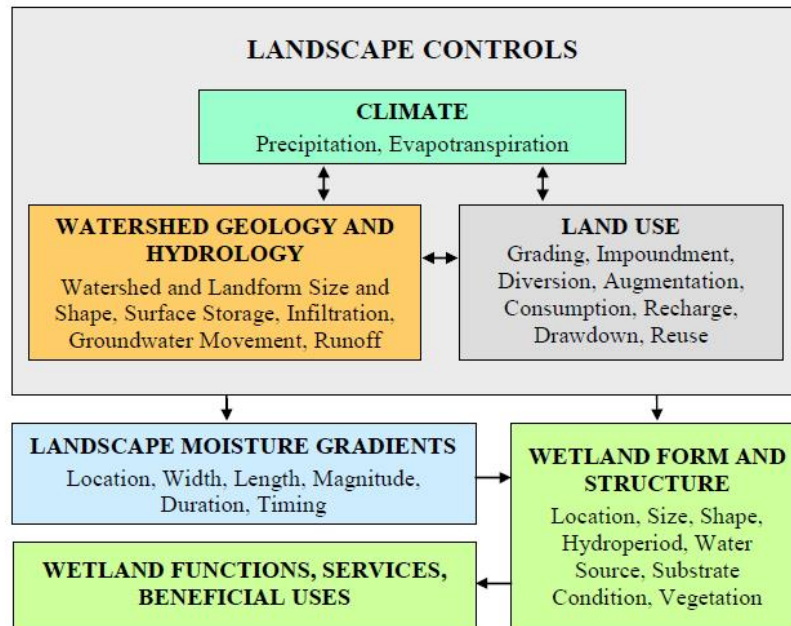 LANDSCAPE CONTROLS
CLIMATE
Precipitation, Evapotranspiration
WATERSHED GEOLOGY AND
HYDROLOGY
Watershed and Landform Size and
Shape, Surface Storage, Infiltration,
Groundwater Movement, Runoff
LAND USE
Grading, Impoundment,
Diversion, Augmentation,
Consumption, Recharge,
Drawdown, Reuse
LANDSCAPE MOISTURE GRADIENTS
Location, Width, Length, Magnitude,
Duration, Timing
WETLAND FORM AND
STRUCTURE
Location, Size, Shape,
Hydroperiod, Water
Source, Substrate
Condition, Vegetation
WETLAND FUNCTIONS, SERVICES,
BENEFICIAL USES